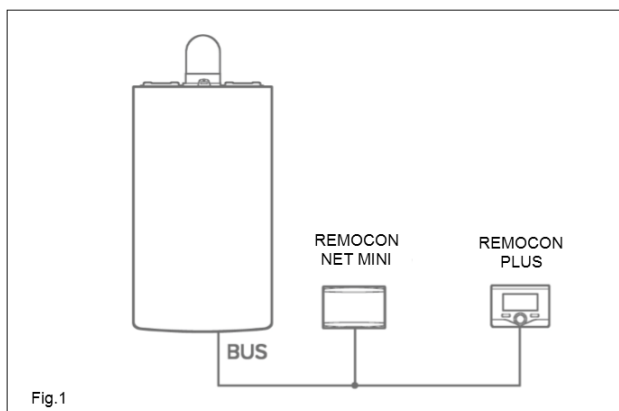 REMOCON
NET MINI
REMOCON
PLUS
BUS
Fig.1